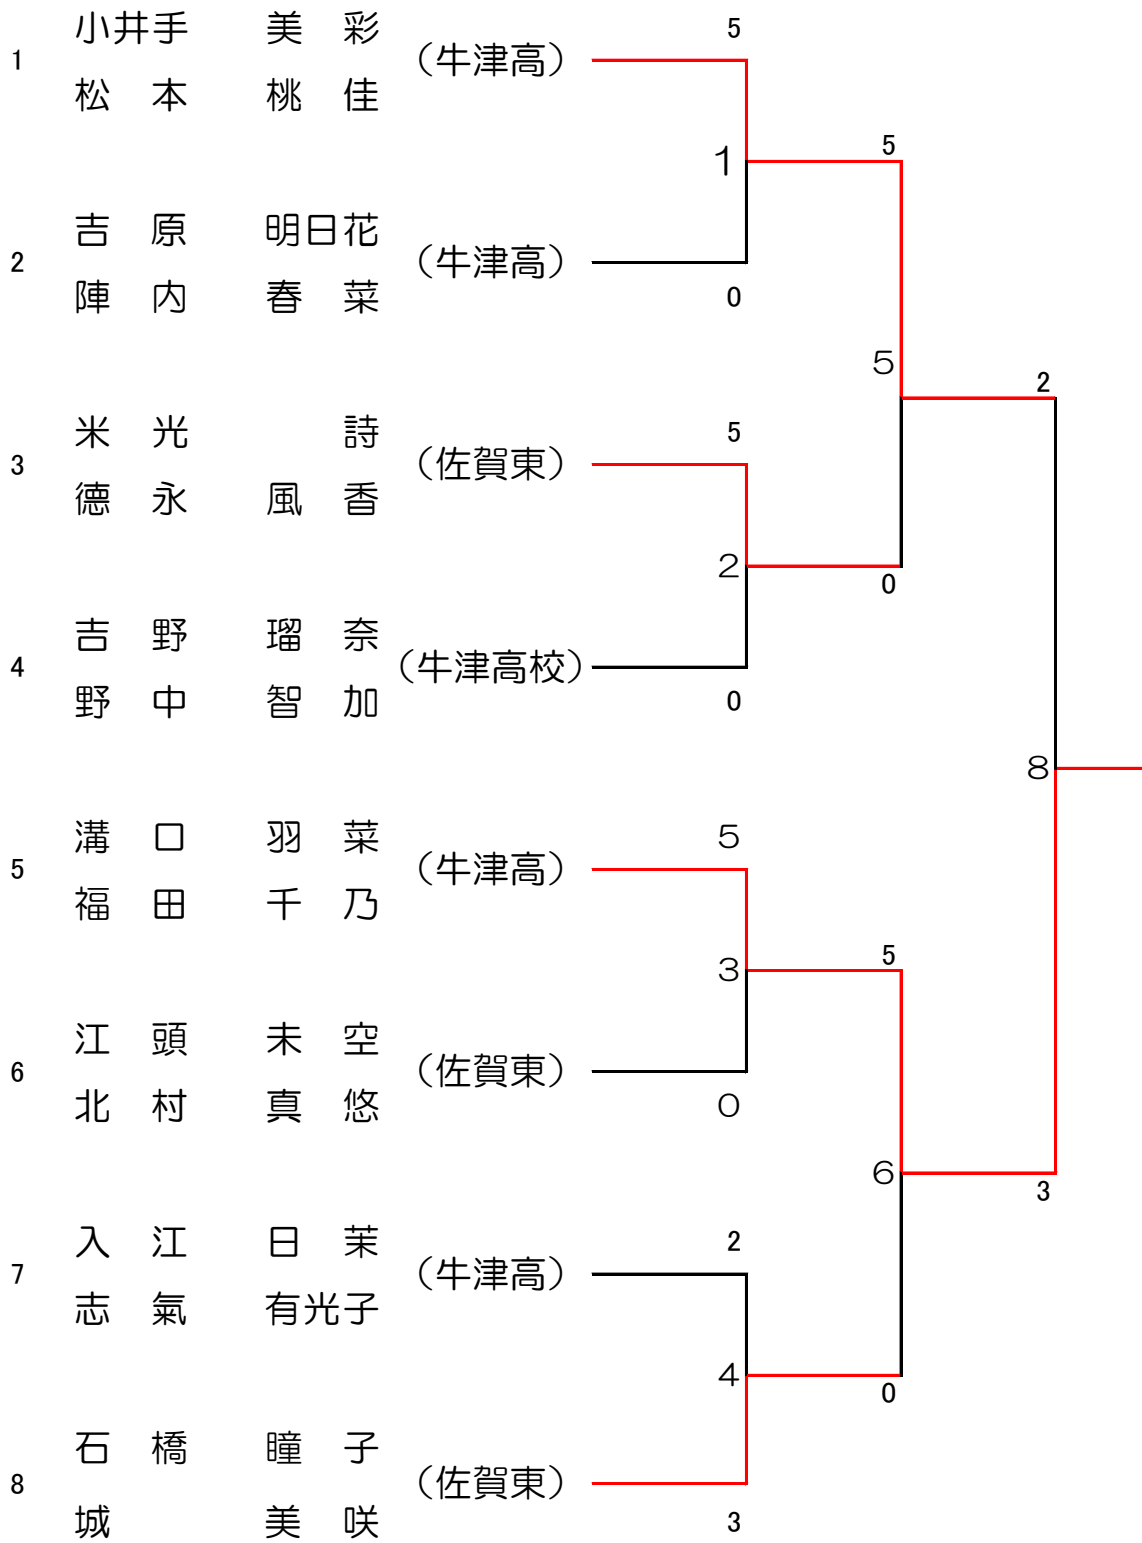 小井手 美彩
5
1
(牛津高)
松本 桃佳
5
1
吉原 明日花
2
(牛津高)
陣内 春菜
0
5
2
米光 詩
5
3
(佐賀東)
德永 風香
2
0
吉野 瑠奈
4
(牛津高校)
野中 智加
0
8
溝口 羽菜
5
5
(牛津高)
福田 千乃
5
3
江頭 未空
6
(佐賀東)
北村 真悠
0
6
3
入江 日茉
2
7
(牛津高)
志氣 有光子
4
0
石橋 瞳子
8
(佐賀東)
城 美咲
3